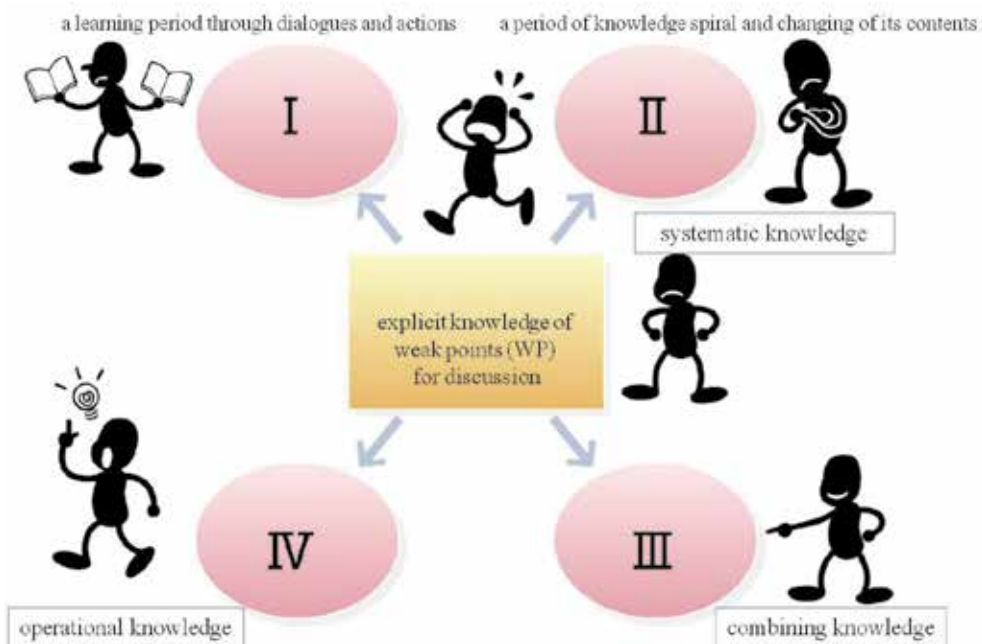 a learning period through dialogues and actions
a period of knowledge spiral and changing of its contents
I
II
systematic knowledge
explicit knowledge of
weak points (WP)
for discussion
IV
III
operational knowledge
combining knowledge